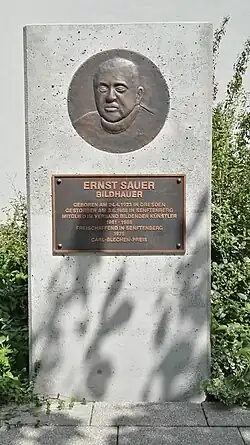 ERNST SAUER
BILDHAUER
GEBOREN AM 24.4.1925 IN DRESDEN
GESTORBEN AM IN SENFTENBERG
MITGLIED IM VERBAND BILDENDER KÜNSTLER
FREISCHAFFEND IN SENFTENBERG
CARL-BLECHEN-PREIS